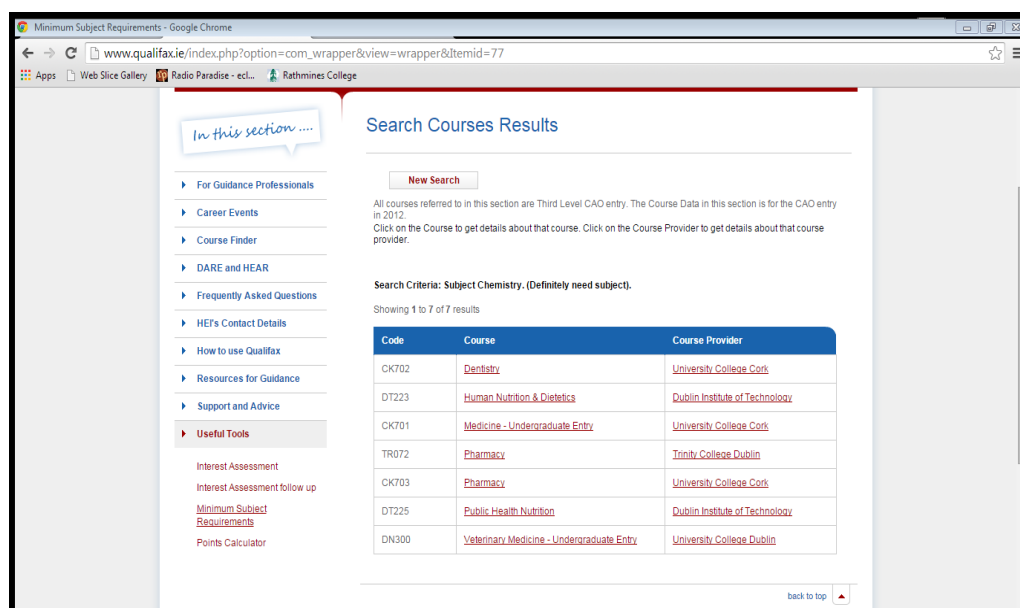 Minimum Subject Requirements - Google Chrome
www.qualifax.ie/index.php?option=com_wrapper&view=wrapper&Itemid=77
Apps Web Slice Gallery Radio Paradise - ecl... Rathmines College
In this section ....
For Guidance Professionals
Career Events
Course Finder
DARE and HEAR
Frequently Asked Questions
HEI's Contact Details
How to use Qualifax
Resources for Guidance
Support and Advice
Useful Tools
Interest Assessment
Interest Assessment follow up
Minimum Subject
Requirements
Points Calculator
Search Courses Results
New Search
All courses referred to in this section are Third Level CAO entry. The Course Data in this section is for the CAO entry
in 2012.
Click on the Course to get details about that course. Click on the Course Provider to get details about that course
provider.
Search Criteria: Subject Chemistry. (Definitely need subject).
Showing 1 to 7 of 7 results
Code Course Course Provider
CK702 Dentistry University College Cork
DT223 Human Nutrition & Dietetics Dublin Institute of Technology
CK701 Medicine - Undergraduate Entry University College Cork
TR072 Pharmacy Trinity College Dublin
CK703 Pharmacy University College Cork
DT225 Public Health Nutrition Dublin Institute of Technology
DN300 Veterinary Medicine - Undergraduate Entry University College Dublin
back to top